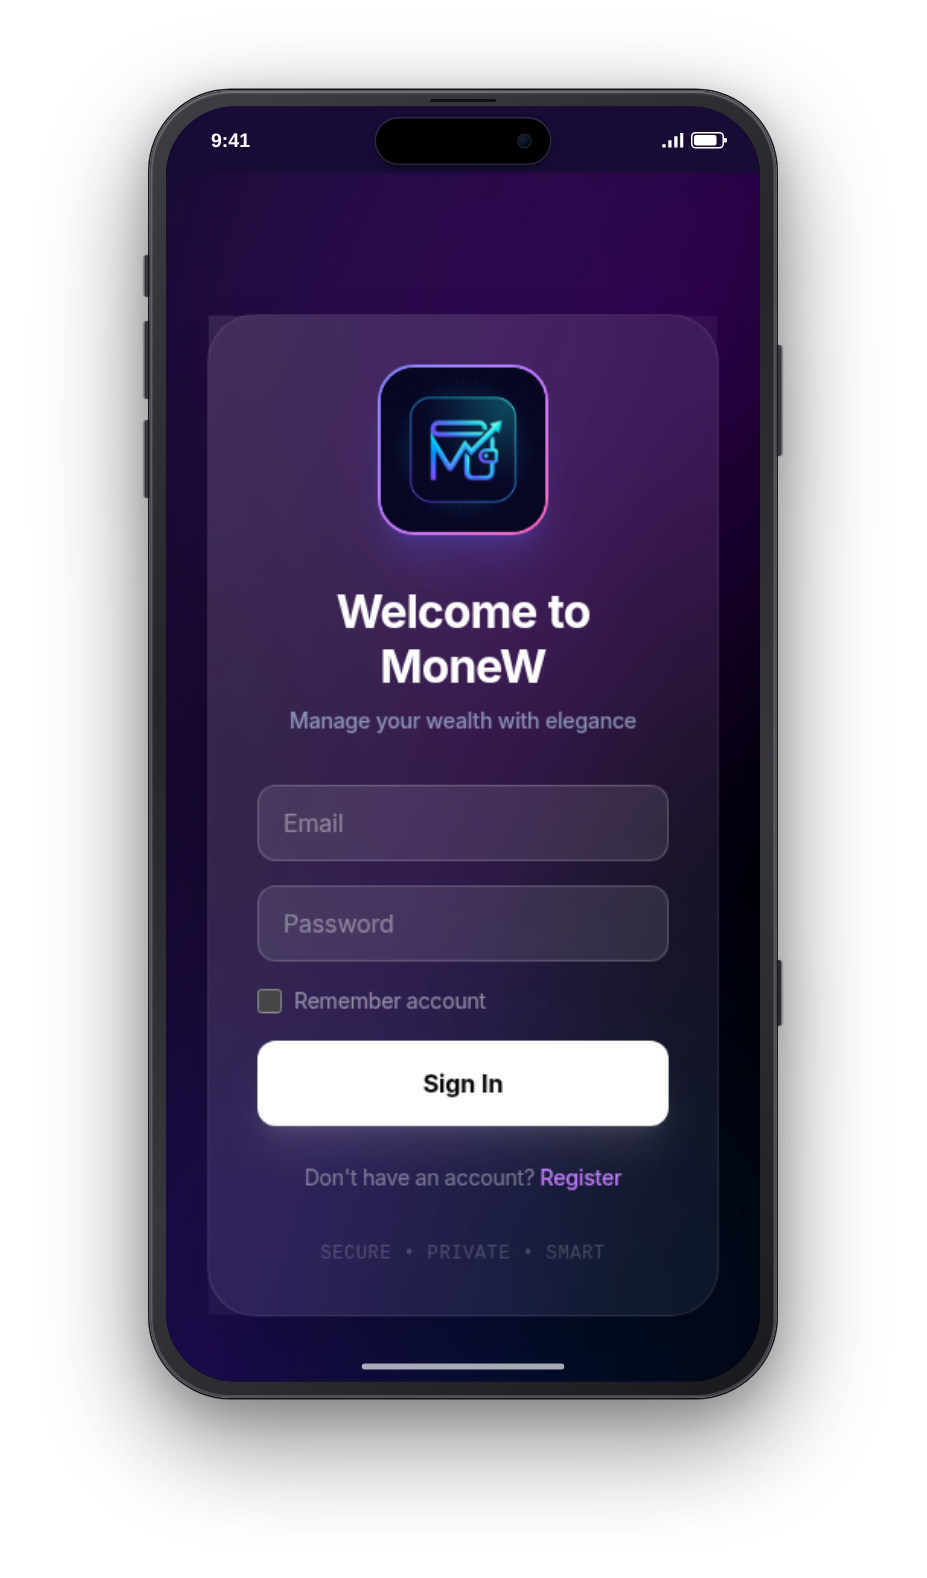 9:41
Welcome to
MoneW
Manage your wealth with elegance
Email
Password
Remember account
Sign In
Don't have an account? Register
SECURE • PRIVATE • SMART